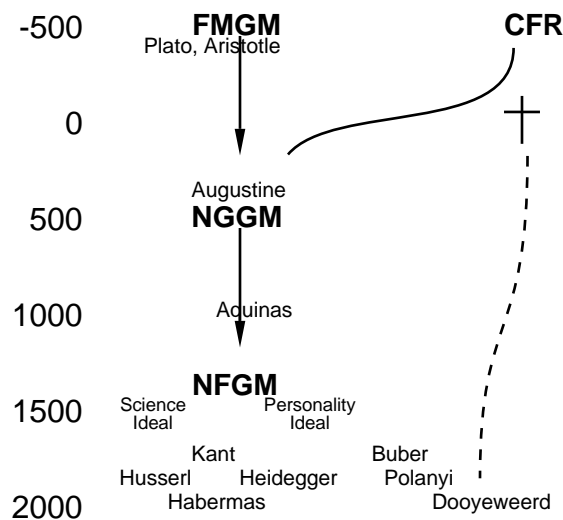 -500 FMGM CFR
Plato, Aristotle
0
Augustine
500 NGGM
1000 Aquinas
NFGM
1500 Science Personality
Ideal Ideal
Kant Buber
Husserl Heidegger Polanyi
2000 Habermas Dooyeweerd